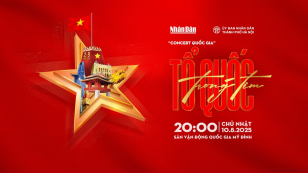 Nhân Dân
ỦY BAN NHÂN DÂN
THÀNH PHỐ HÀ NỘI
"CONCERT QUỐC GIA"
TỔ QUỐC
trong tim
20:00 CHỦ NHẬT
10.8.2025
SÂN VẬN ĐỘNG QUỐC GIA MỸ ĐÌNH